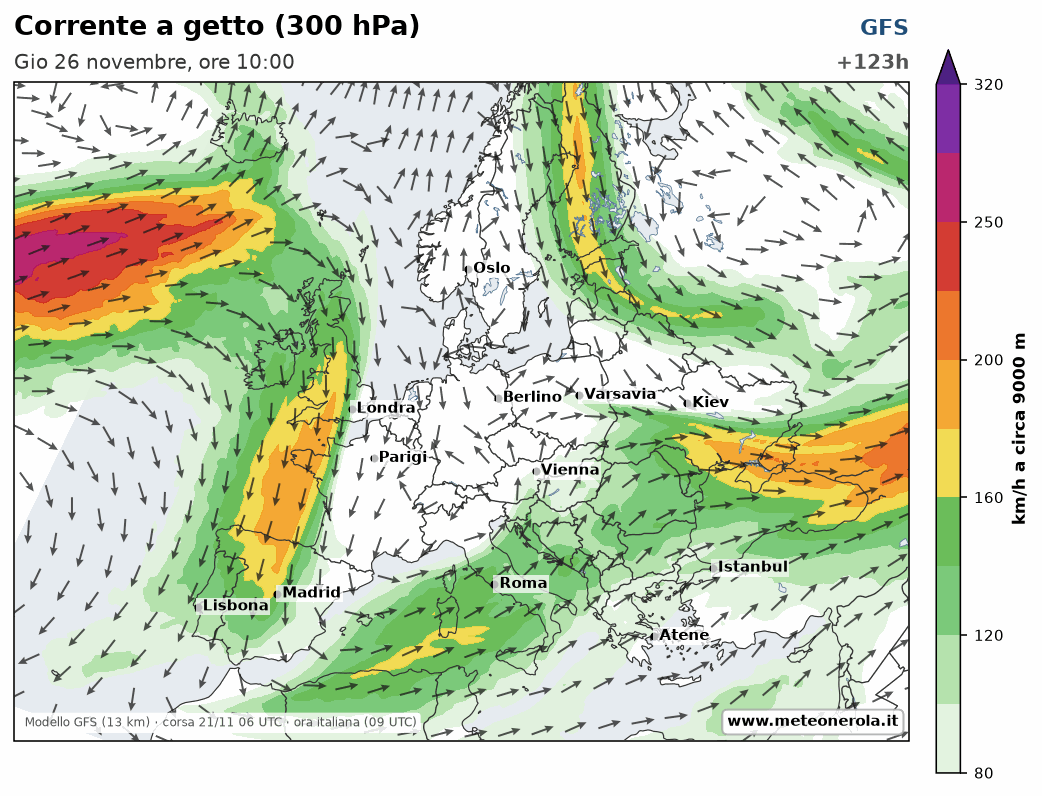 Corrente a getto (300 hPa)
GFS
Gio 26 novembre, ore 10:00
+123h
320
250
200
160
120
80
km/h a circa 9000 m
Oslo
Londra
Berlino
Varsavia
Kiev
Parigi
Vienna
Istanbul
Roma
Madrid
Lisbona
Atene
Modello GFS (13 km) · corsa 21/11 06 UTC · ora italiana (09 UTC)
www.meteonerola.it